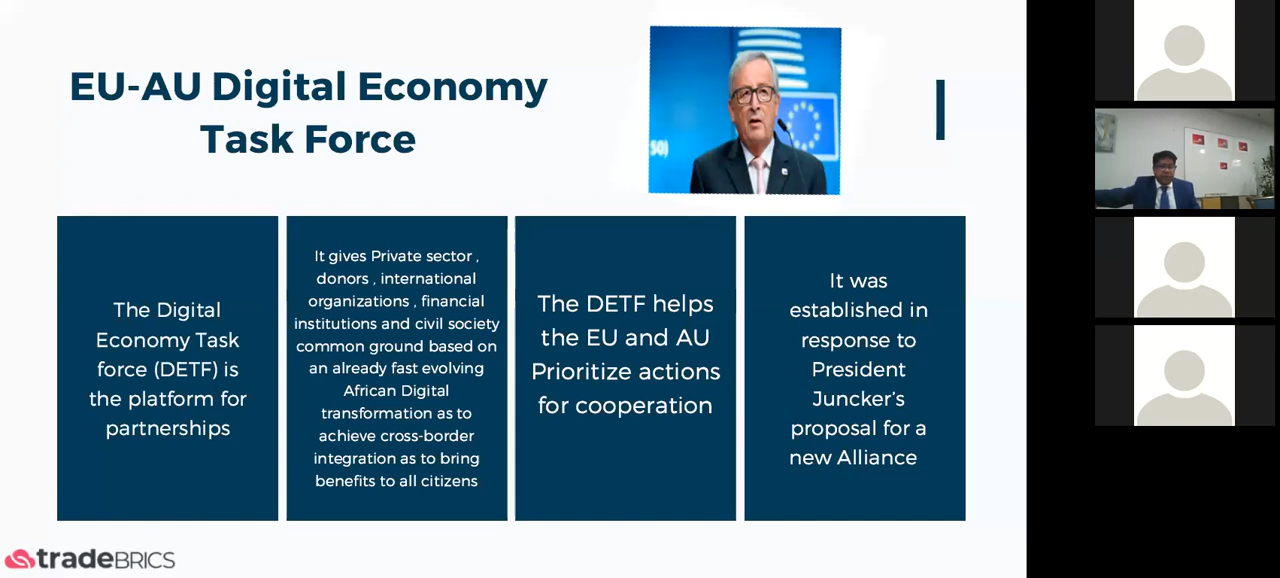 EU-AU Digital Economy
Task Force
50)
The Digital
Economy Task
force (DETF) is
the platform for
partnerships
It gives Private sector ,
donors , international
organizations , financial
institutions and civil society
common ground based on
an already fast evolving
African Digital
transformation as to
achieve cross-border
integration as to bring
benefits to all citizens
The DETF helps
the EU and AU
Prioritize actions
for cooperation
It was
established in
response to
President
Juncker’s
proposal for a
new Alliance
tradeBRICS